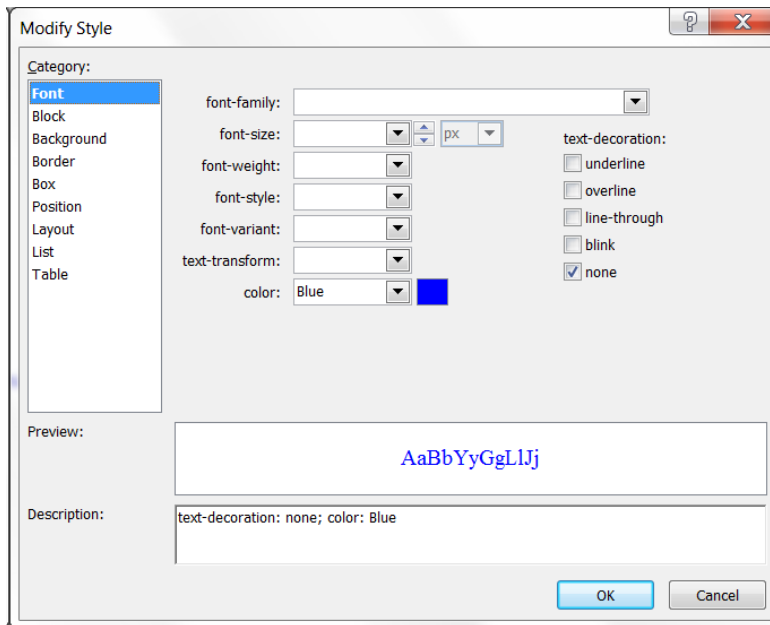 Modify Style
Category:
Font
Block
Background
Border
Box
Position
Layout
List
Table
font-family:
font-size: px
font-weight:
font-style:
font-variant:
text-transform:
color: Blue
text-decoration:
underline
overline
line-through
blink
none
Preview:
AaBbYyGgLlJj
Description:
text-decoration: none; color: Blue
OK Cancel